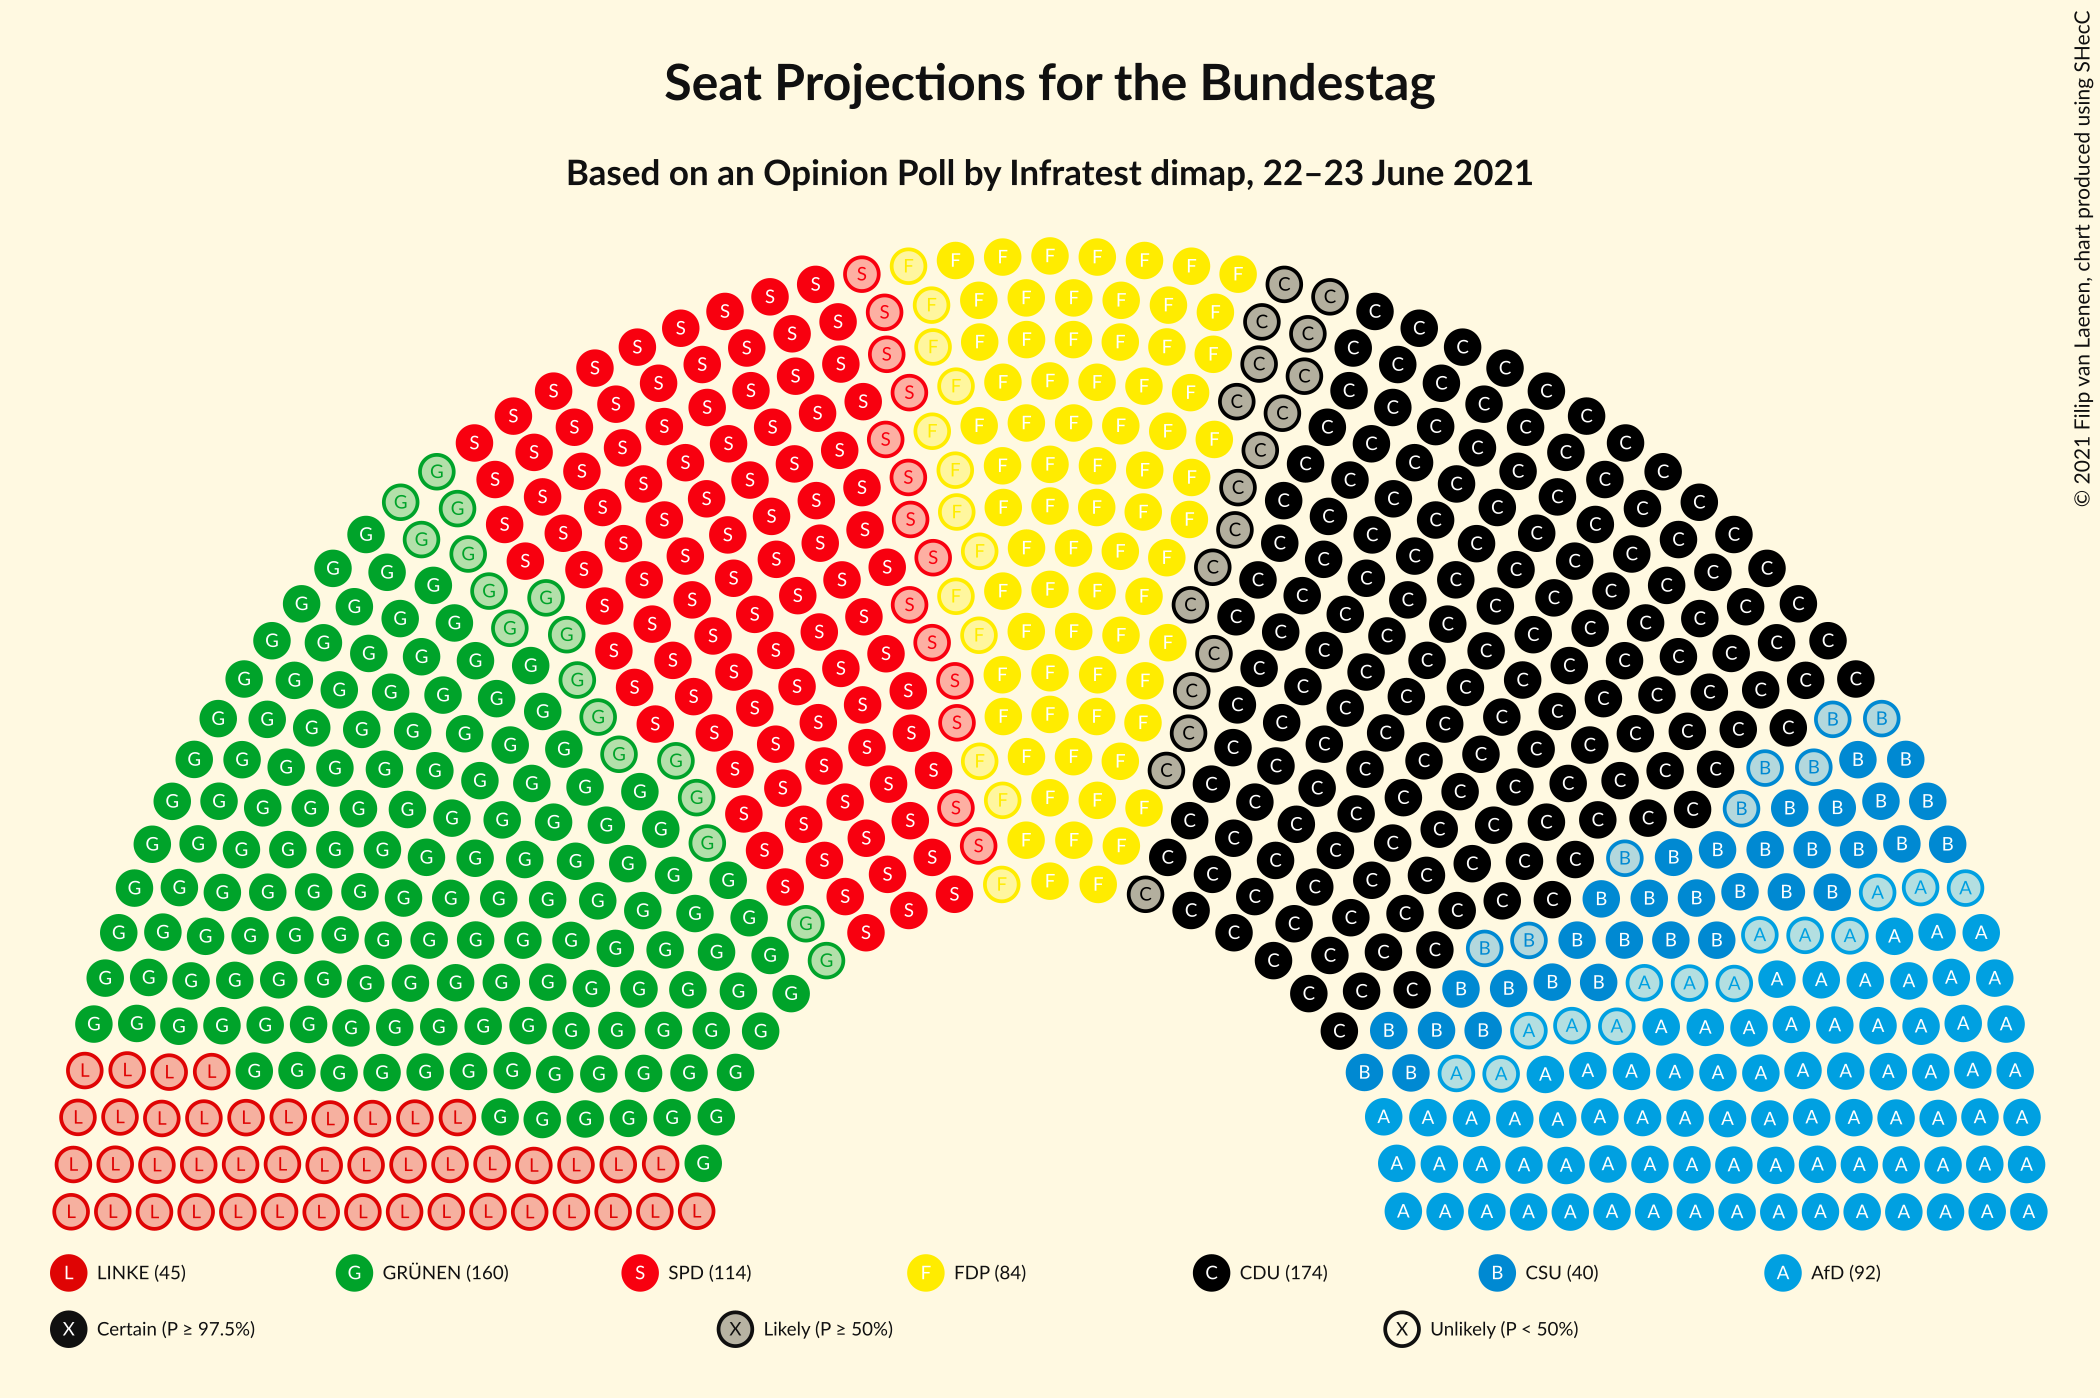 Seat Projections for the Bundestag
Based on an Opinion Poll by Infratest dimap, 22–23 June 2021
© 2021 Filip van Laenen, chart produced using SHecC
L LINKE (45)
G GRÜNEN (160)
S SPD (114)
F FDP (84)
C CDU (174)
B CSU (40)
A AfD (92)
X Certain (P ≥ 97.5%)
X Likely (P ≥ 50%)
X Unlikely (P < 50%)